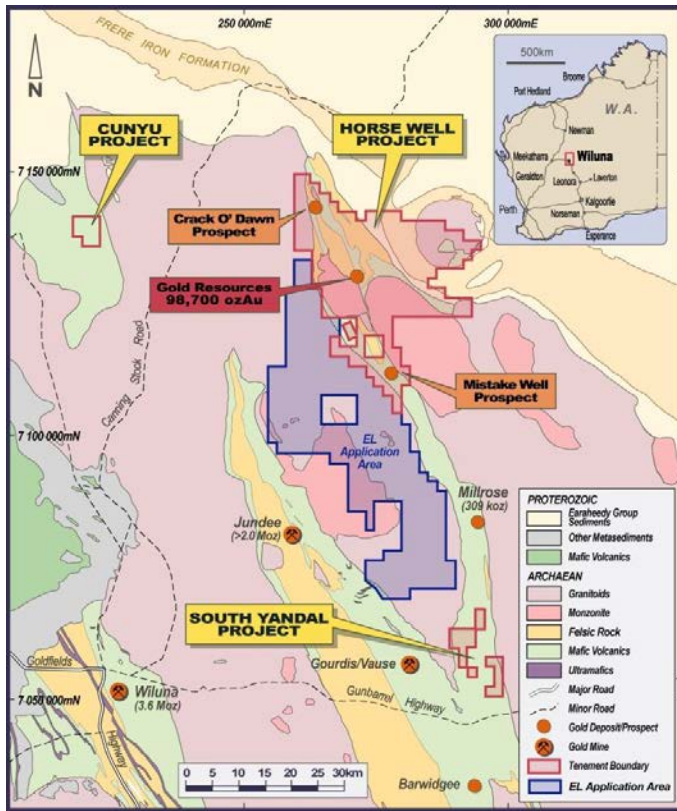 250 000mE
300 000mE
FRERE IRON FORMATION
N
CUNYU
PROJECT
HORSE WELL
PROJECT
7 150 000mN
Crack O' Dawn
Prospect
Gold Resources
98,700 ozAu
Canning Stock Road
Mistake Well
Prospect
7 100 000mN
EL
Application
Area
Jundee
(>2.0 Moz)
Millrose
(309 koz)
SOUTH YANDAL
PROJECT
Goldfields
Highway
Wiluna
(3.6 Moz)
Gourdis/Vause
Gunbarrel Highway
7 050 000mN
Barwidgee
0 5 10 15 20 25 30km
500km
Broome
Port Hedland
W.A.
Newman
Wiluna
Meekatharra
Geraldton
Leonora
Laverton
Kalgoorlie
Perth
Norseman
Esperance
PROTEROZOIC
Earaheedy Group
Sediments
Other Metasediments
Mafic Volcanics
ARCHAEAN
Granitoids
Monzonite
Felsic Rock
Mafic Volcanics
Ultramafics
Major Road
Minor Road
Gold Deposit/Prospect
Gold Mine
Tenement Boundary
EL Application Area